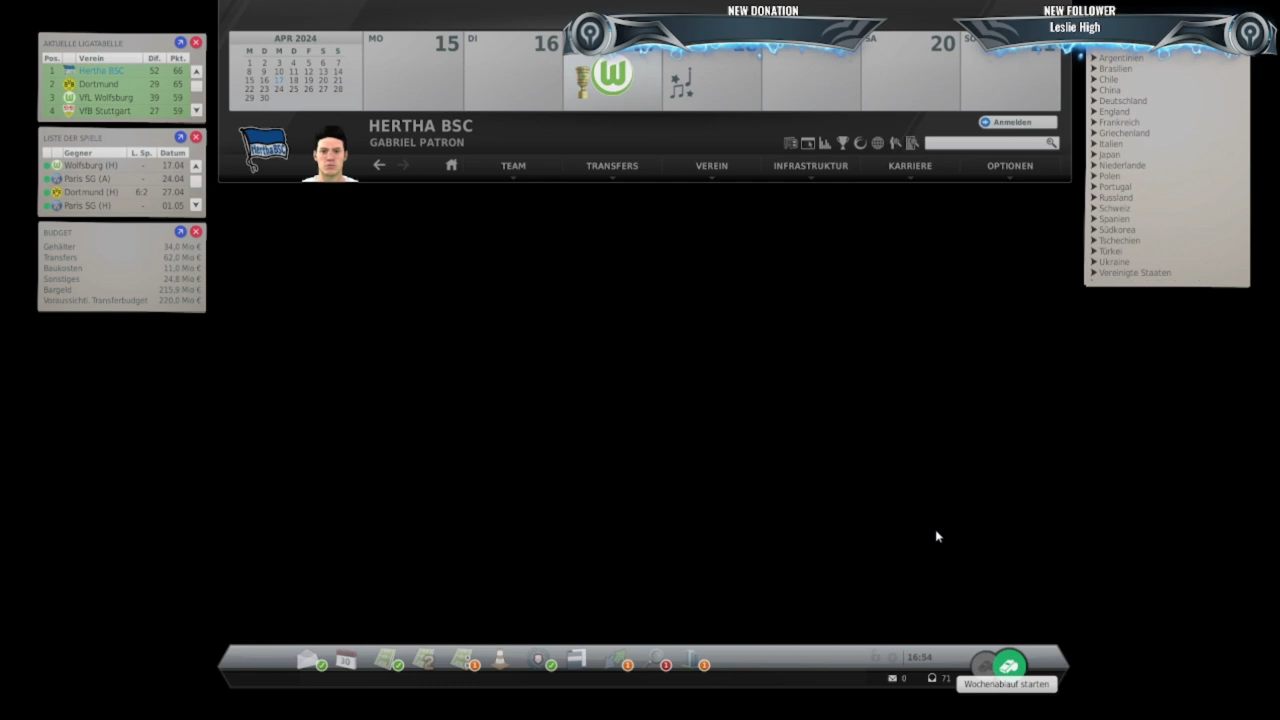 NEW DONATION
NEW FOLLOWER
Leslie High
AKTUELLE LIGATABELLE
Pos. Verein Dif. Pkt.
1 Hertha BSC 52 66
2 Dortmund 29 65
3 VfL Wolfsburg 39 59
4 VfB Stuttgart 27 59
LISTE DER SPIELE
Gegner L. Sp. Datum
Wolfsburg (H) - 17.04
Paris SG (A) - 24.04
Dortmund (H) 6:2 27.04
Paris SG (H) - 01.05
BUDGET
Gehälter 34,0 Mio €
Transfers 62,0 Mio €
Baukosten 11,0 Mio €
Sonstiges 24,8 Mio €
Bargeld 215,9 Mio €
Voraussichtl. Transferbudget 220,0 Mio €
APR 2024
M D M D F S S
1 2 3 4 5 6 7
8 9 10 11 12 13 14
15 16 17 18 19 20 21
22 23 24 25 26 27 28
29 30
MO 15
DI 16
SA 20
SO
HERTHA BSC
GABRIEL PATRON
Anmelden
TEAM
TRANSFERS
VEREIN
INFRASTRUKTUR
KARRIERE
OPTIONEN
Argentinien
Brasilien
Chile
China
Deutschland
England
Frankreich
Griechenland
Italien
Japan
Niederlande
Polen
Portugal
Russland
Schweiz
Spanien
Südkorea
Tschechien
Türkei
Ukraine
Vereinigte Staaten
30
2
1
1
1
1
16:54
0
71
Wochenablauf starten